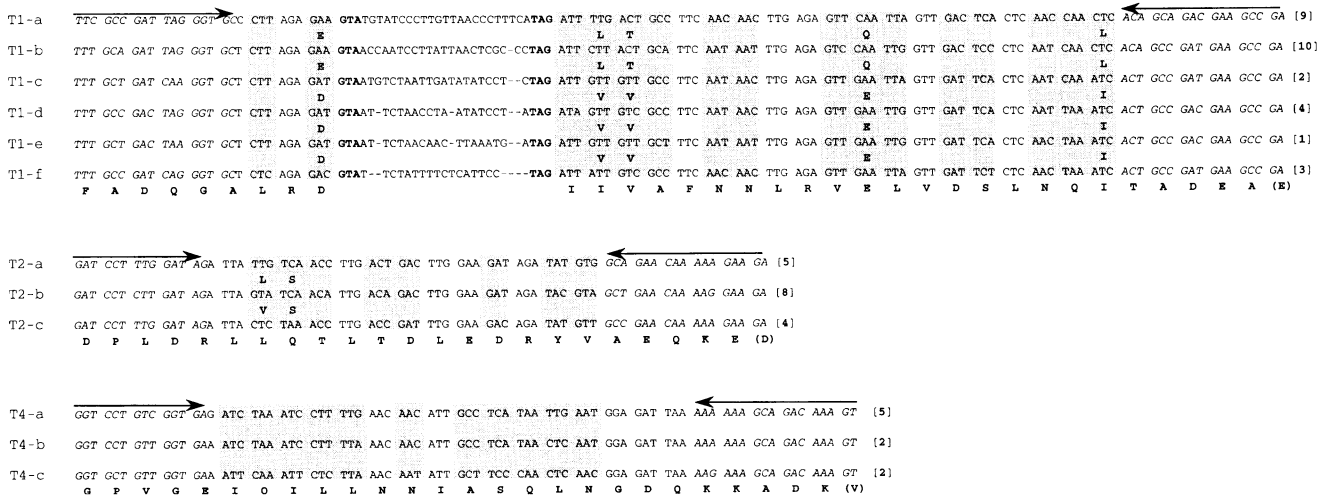 T1-a TTC GCC GAT TAG GGT GCC CTT AGA GAA GTATGTATCCCTTGTTAACCCTTTCATAG ATT TTG ACT GCC TTC AAC AAC TTG AGA GTT CAA TTA GTT GAC TCA CTC AAC CAA CTC ACA GCA GAC GAA GCC GA [9]
E L T Q L
T1-b TTT GCA GAT TAG GGT GCT CTT AGA GAA GTAACCAATCCTTATTAACTCGC-CCTAG ATT CTT ACT GCA TTC AAT AAT TTG AGA GTC CAA TTG GTT GAC TCC CTC AAT CAA CTC ACA GCC GAT GAA GCC GA [10]
E L T Q L
T1-c TTT GCT GAT CAA GGT GCT CTT AGA GAT GTAATGTCTAATTGATATATCCT--CTAG ATT GTT GTT GCC TTC AAT AAC TTG AGA GTT GAA TTA GTT GAT TCA CTC AAT CAA ATC ACT GCC GAT GAA GCC GA [2]
D V V E I
T1-d TTT GCC GAC TAG GGT GCT CTT AGA GAT GTAAT-TCTAACCTA-ATATCCT-ATAG ATA GTT GTC GCC TTC AAT AAC TTG AGA GTT GAA TTG GTT GAT TCA CTC AAT TAA ATC ACT GCC GAC GAA GCC GA [4]
D V V E I
T1-e TTT GCT GAC TAA GGT GCT CTT AGA GAT GTAAT-TCTAACAAC-TTAAATG-ATAG ATT GTT GTT GCT TTC AAT AAT TTG AGA GTT GAA TTG GTT GAT TCA CTC AAC TAA ATC ACT GCC GAC GAA GCC GA [1]
D V V E I
T1-f TTT GCC GAT CAG GGT GCT CTC AGA GAC GTAT--TCTATTTTCTCATTCC----TAG ATT ATT GTC GCC TTC AAC AAC TTG AGA GTT GAA TTA GTT GAT TCT CTC AAC TAA ATC ACT GCC GAT GAA GCC GA [3]
F A D Q G A L R D I I V A F N N L R V E L V D S L N Q I T A D E A (E)
T2-a GAT CCT TTG GAT AGA TTA TTG TCA ACC TTG ACT GAC TTG GAA GAT AGA TAT GTG GCA GAA CAA AAA GAA GA [5]
L S
T2-b GAT CCT CTT GAT AGA TTA GTA TCA ACA TTG ACA GAC TTG GAA GAT AGA TAC GTA GCT GAA CAA AAG GAA GA [8]
V S
T2-c GAT CCT TTG GAT AGA TTA CTC TAA ACC TTG ACC GAT TTG GAA GAC AGA TAT GTT GCC GAA CAA AAA GAA GA [4]
D P L D R L L Q T L T D L E D R Y V A E Q K E (D)
T4-a GGT CCT GTC GGT GAG ATC TAA ATC CTT TTG AAC AAC ATT GCC TCA TAA TTG AAT GGA GAT TAA AAA AAA GCA GAC AAA GT [5]
T4-b GGT CCT GTT GGT GAA ATC TAA ATC CTT TTA AAC AAC ATT GCC TCA TAA CTC AAT GGA GAT TAA AAA AAA GCA GAC AAA GT [2]
T4-c GGT GCT GTT GGT GAA ATT CAA ATT CTC TTA AAC AAT ATT GCT TCC CAA CTC AAC GGA GAT TAA AAG AAA GCA GAC AAA GT [2]
G P V G E I O I L L N N I A S Q L N G D Q K K A D K (V)